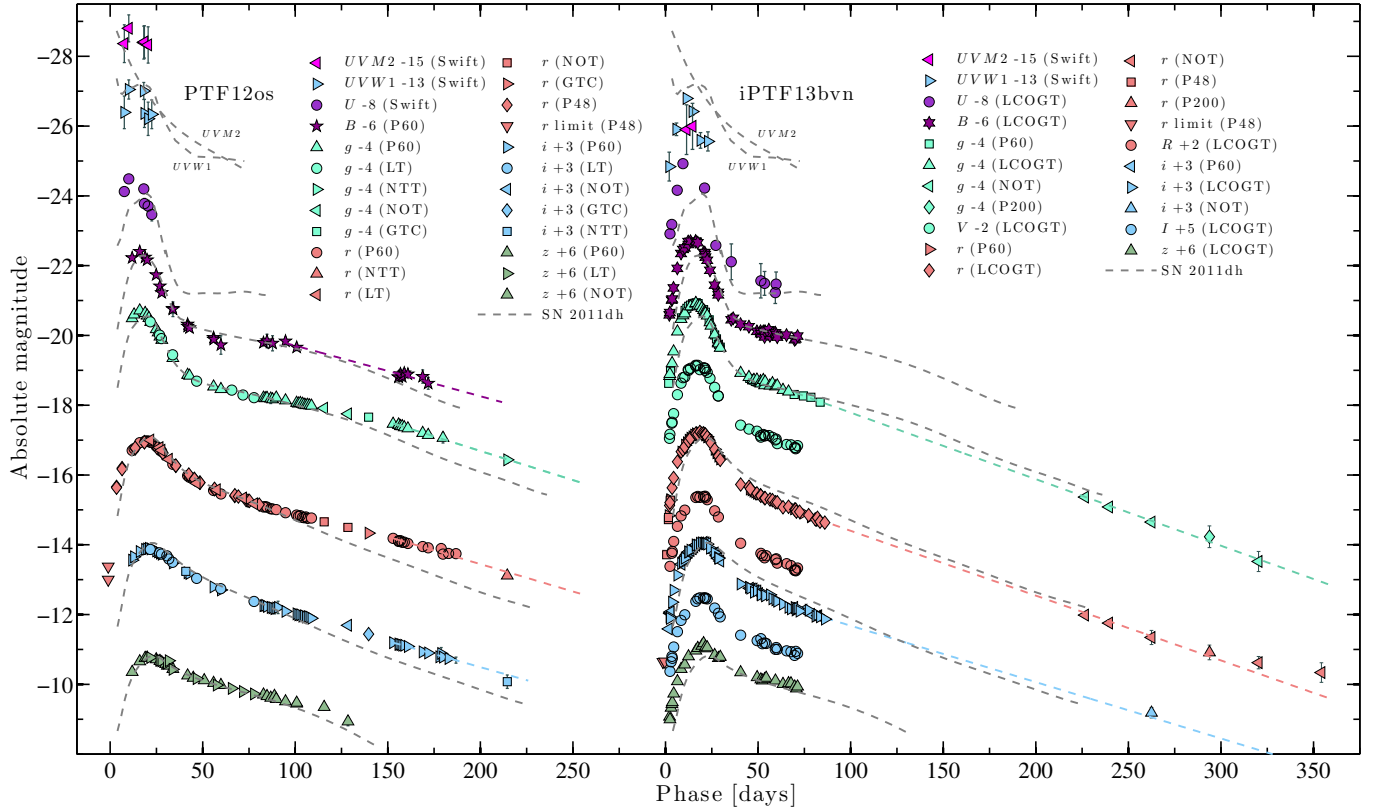 Absolute magnitude
−28
−26
−24
−22
−20
−18
−16
−14
−12
−10
PTF12os
UVM2
UVW1
UVM2 -15 (Swift)
UVW1 -13 (Swift)
U -8 (Swift)
B -6 (P60)
g -4 (P60)
g -4 (LT)
g -4 (NTT)
g -4 (NOT)
g -4 (GTC)
r (P60)
r (NTT)
r (LT)
r (NOT)
r (GTC)
r (P48)
r limit (P48)
i +3 (P60)
i +3 (LT)
i +3 (NOT)
i +3 (GTC)
i +3 (NTT)
z +6 (P60)
z +6 (LT)
z +6 (NOT)
SN 2011dh
iPTF13bvn
UVM2
UVW1
UVM2 -15 (Swift)
UVW1 -13 (Swift)
U -8 (LCOGT)
B -6 (LCOGT)
g -4 (P60)
g -4 (LCOGT)
g -4 (NOT)
g -4 (P200)
V -2 (LCOGT)
r (P60)
r (LCOGT)
r (NOT)
r (P48)
r (P200)
r limit (P48)
R +2 (LCOGT)
i +3 (P60)
i +3 (LCOGT)
i +3 (NOT)
I +5 (LCOGT)
z +6 (LCOGT)
SN 2011dh
0 50 100 150 200 250 0 50 100 150 200 250 300 350
Phase [days]